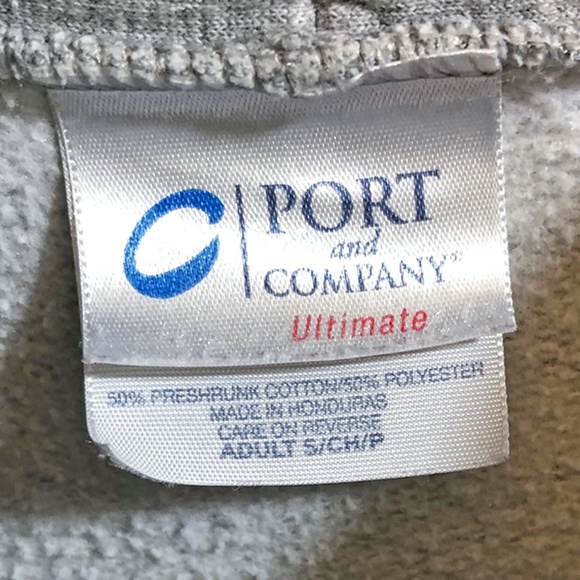 PORT
and
COMPANY
Ultimate
50% PRESHRUNK COTTON/50% POLYESTER
MADE IN HONDURAS
CARE ON REVERSE
ADULT S/CH/P